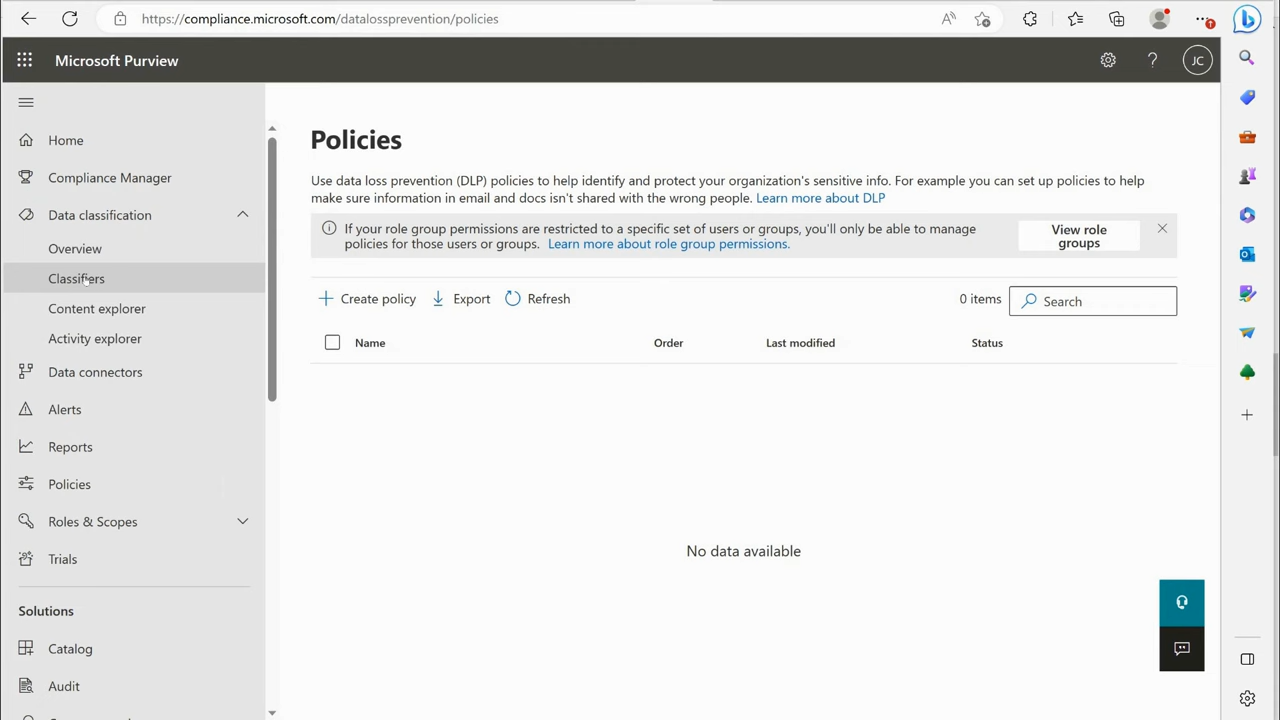 https://compliance.microsoft.com/datalossprevention/policies
Microsoft Purview
JC
Home
Compliance Manager
Data classification
Overview
Classifiers
Content explorer
Activity explorer
Data connectors
Alerts
Reports
Policies
Roles & Scopes
Trials
Solutions
Catalog
Audit
Policies
Use data loss prevention (DLP) policies to help identify and protect your organization's sensitive info. For example you can set up policies to help
make sure information in email and docs isn't shared with the wrong people. Learn more about DLP
If your role group permissions are restricted to a specific set of users or groups, you'll only be able to manage
policies for those users or groups. Learn more about role group permissions.
View role
groups
Create policy
Export
Refresh
0 items
Search
Name
Order
Last modified
Status
No data available